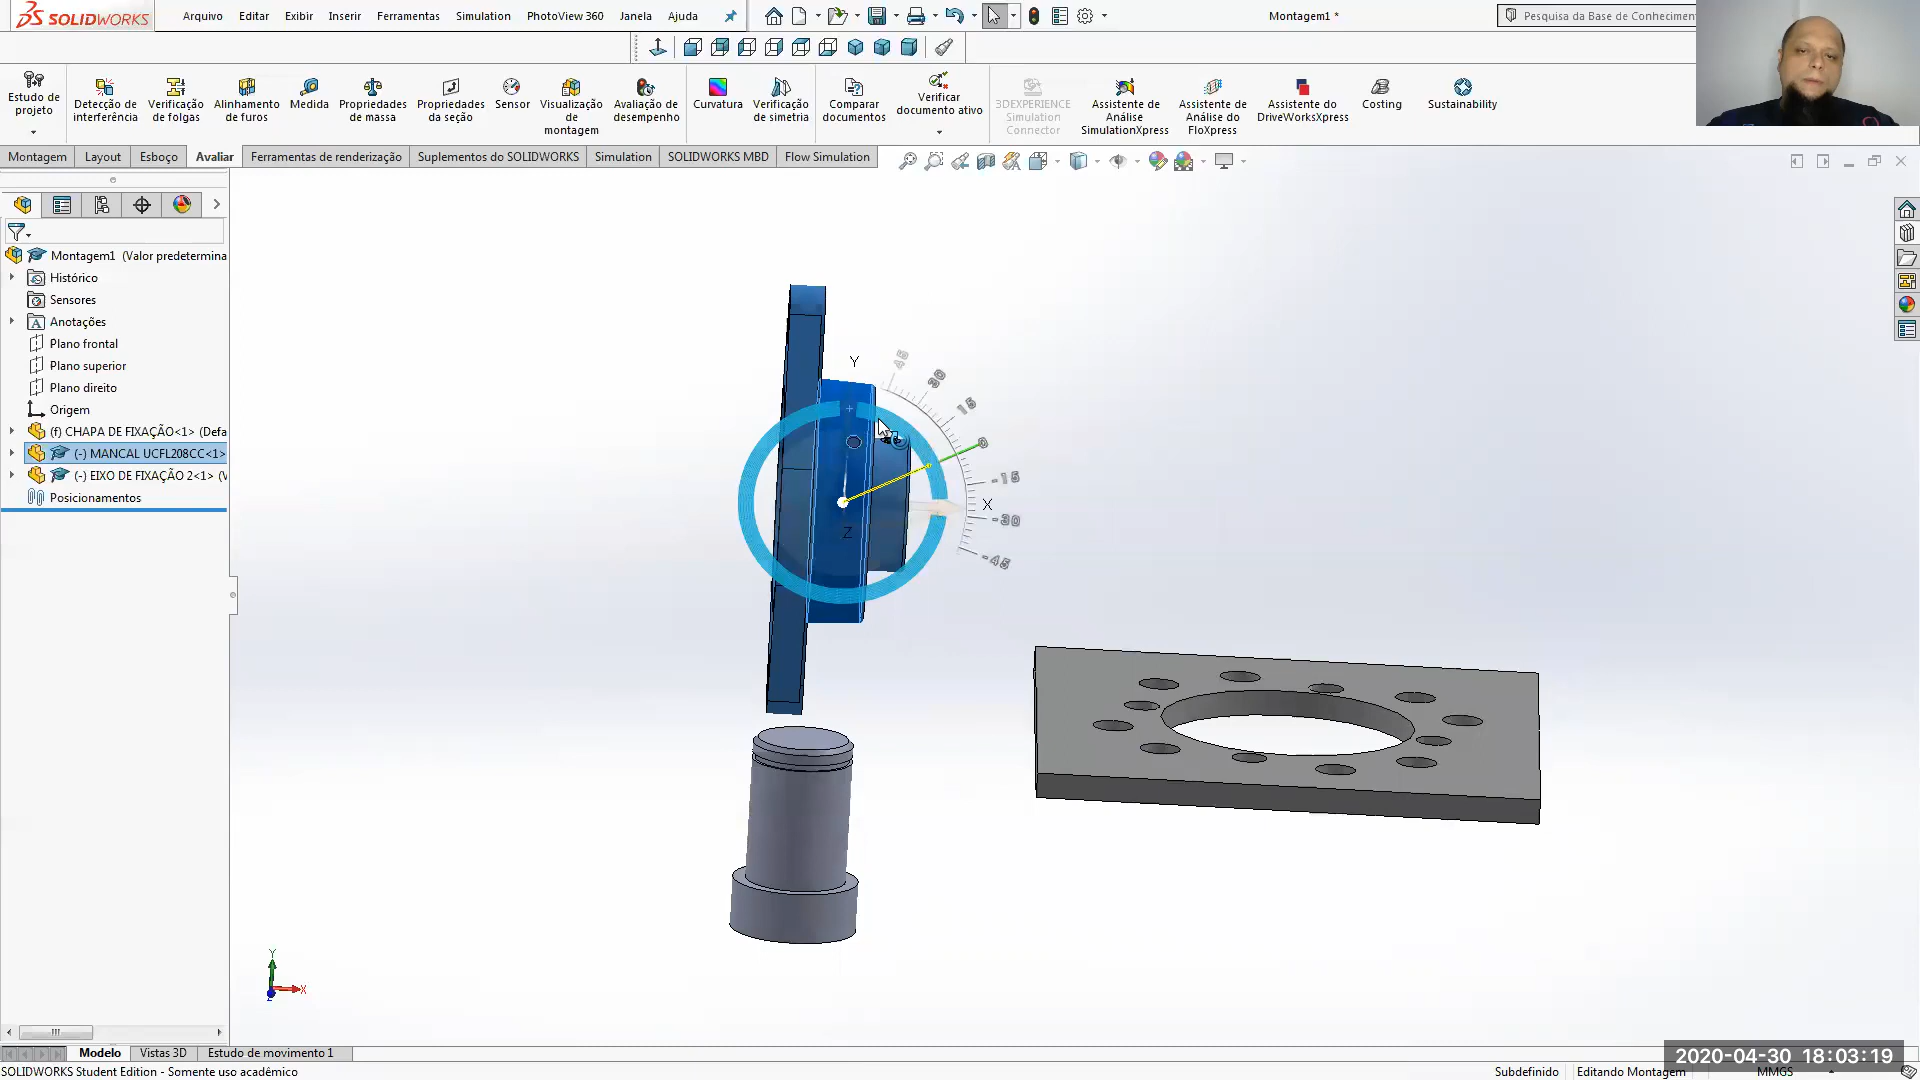 SOLIDWORKS
Arquivo
Editar
Exibir
Inserir
Ferramentas
Simulation
PhotoView 360
Janela
Ajuda
Montagem1 *
Pesquisa da Base de Conhecimen
Estudo de
projeto
Detecção de
interferência
Verificação
de folgas
Alinhamento
de furos
Medida
Propriedades
de massa
Propriedades
da seção
Sensor
Visualização
de
montagem
Avaliação de
desempenho
Curvatura
Verificação
de simetria
Comparar
documentos
Verificar
documento ativo
3DEXPERIENCE
Simulation
Connector
Assistente de
Análise
SimulationXpress
Assistente de
Análise do
FloXpress
Assistente do
DriveWorksXpress
Costing
Sustainability
Montagem
Layout
Esboço
Avaliar
Ferramentas de renderização
Suplementos do SOLIDWORKS
Simulation
SOLIDWORKS MBD
Flow Simulation
Montagem1 (Valor predetermina
Histórico
Sensores
Anotações
Plano frontal
Plano superior
Plano direito
Origem
(f) CHAPA DE FIXAÇÃO<1> (Defa
(-) MANCAL UCFL208CC<1>
(-) EIXO DE FIXAÇÃO 2<1> (V
Posicionamentos
Y
45
30
15
0
-15
X
-30
Z
-45
Y
X
Z
Modelo
Vistas 3D
Estudo de movimento 1
2020-04-30 18:03:19
SOLIDWORKS Student Edition - Somente uso acadêmico
Subdefinido
Editando Montagem
MMGS